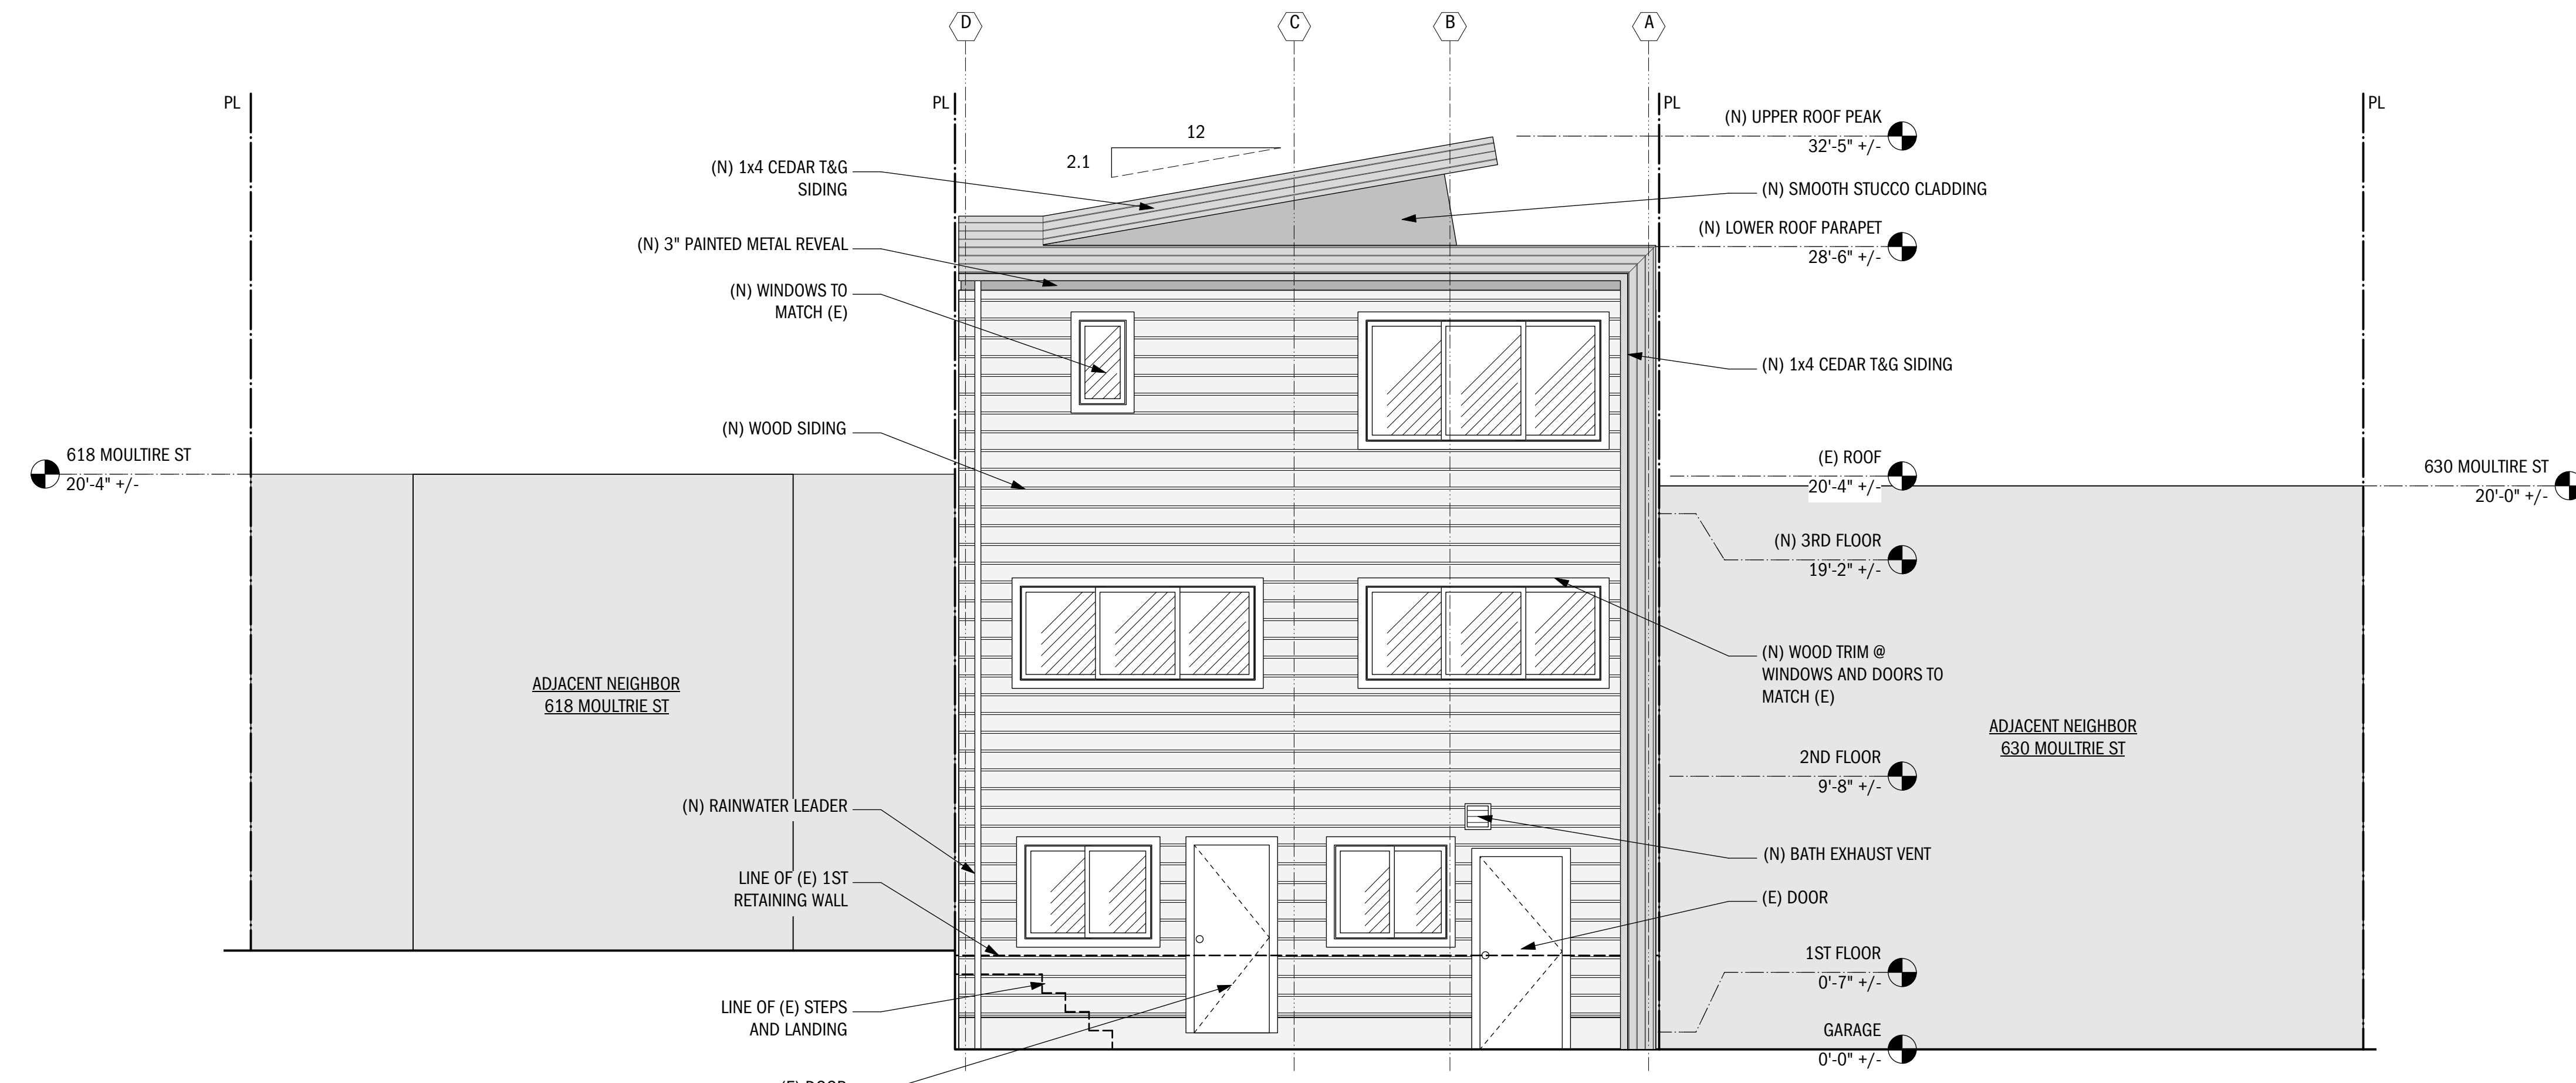 D
C
B
A
PL
PL
PL
PL
12
2.1
(N) 1x4 CEDAR T&G
SIDING
(N) 3" PAINTED METAL REVEAL
(N) WINDOWS TO
MATCH (E)
(N) WOOD SIDING
618 MOULTIRE ST
20'-4" +/-
ADJACENT NEIGHBOR
618 MOULTRIE ST
(N) RAINWATER LEADER
LINE OF (E) 1ST
RETAINING WALL
LINE OF (E) STEPS
AND LANDING
(E) DOOR
(N) UPPER ROOF PEAK
32'-5" +/-
(N) SMOOTH STUCCO CLADDING
(N) LOWER ROOF PARAPET
28'-6" +/-
(N) 1x4 CEDAR T&G SIDING
(E) ROOF
20'-4" +/-
630 MOULTIRE ST
20'-0" +/-
(N) 3RD FLOOR
19'-2" +/-
(N) WOOD TRIM @
WINDOWS AND DOORS TO
MATCH (E)
ADJACENT NEIGHBOR
630 MOULTRIE ST
2ND FLOOR
9'-8" +/-
(N) BATH EXHAUST VENT
(E) DOOR
1ST FLOOR
0'-7" +/-
GARAGE
0'-0" +/-